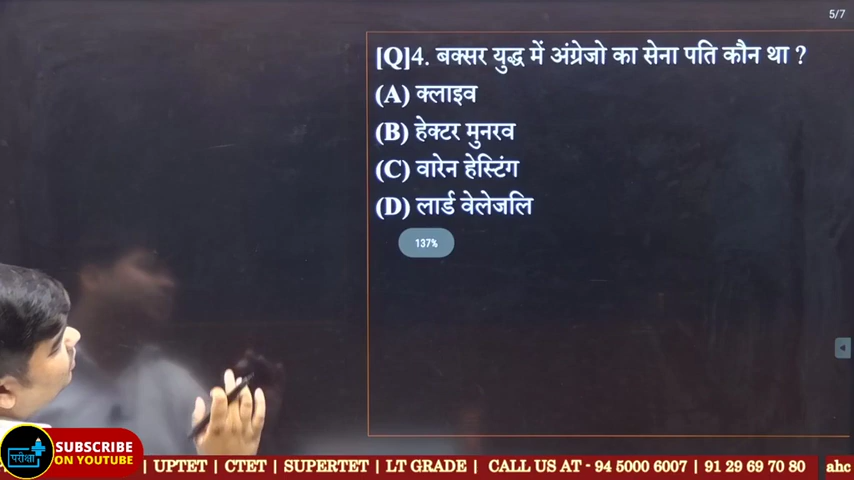 5/7
[Q]4. बक्सर युद्ध में अंग्रेजो का सेना पति कौन था ?
(A) क्लाइव
(B) हेक्टर मुनरव
(C) वारेन हेस्टिंग
(D) लार्ड वेलेजलि
137%
परीक्षा
SUBSCRIBE
ON YOUTUBE
| UPTET | CTET | SUPERTET | LT GRADE | CALL US AT - 94 5000 6007 | 91 29 69 70 80
ahc